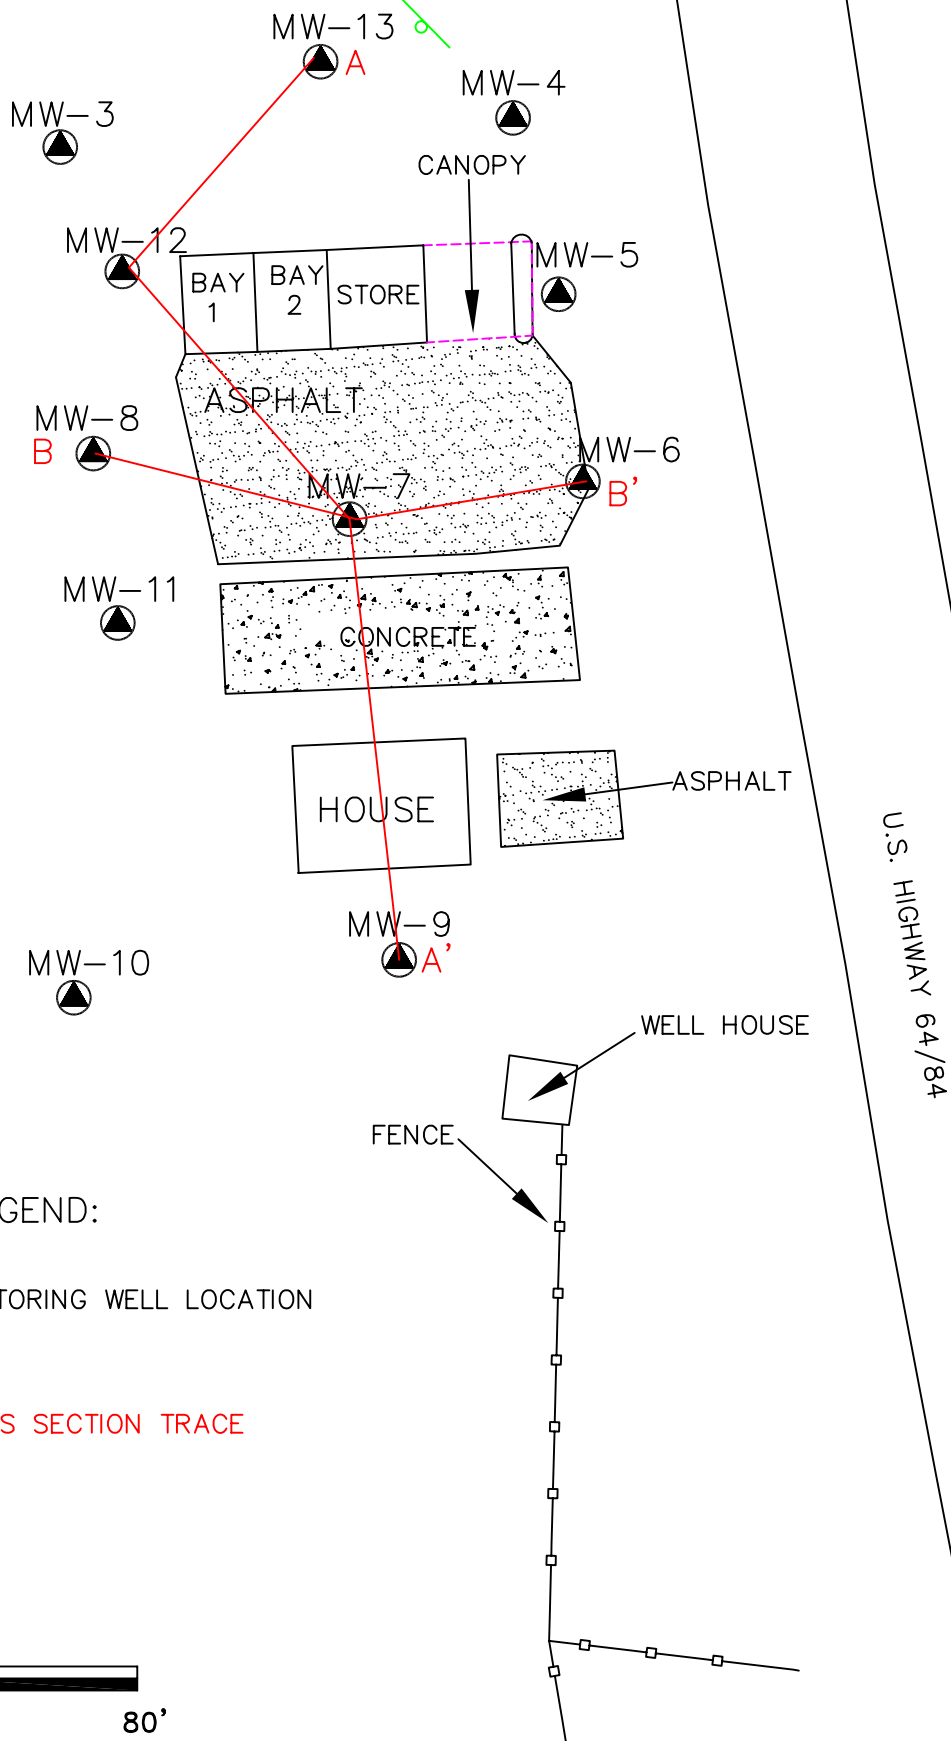 MW-13
A
MW-4
MW-3
CANOPY
MW-12
MW-5
BAY
1
BAY
2
STORE
ASPHALT
MW-8
B
MW-6
B'
MW-7
MW-11
CONCRETE
HOUSE
ASPHALT
MW-9
A'
MW-10
U.S. HIGHWAY 64/84
WELL HOUSE
FENCE
GEND:
TORING WELL LOCATION
S SECTION TRACE
80'